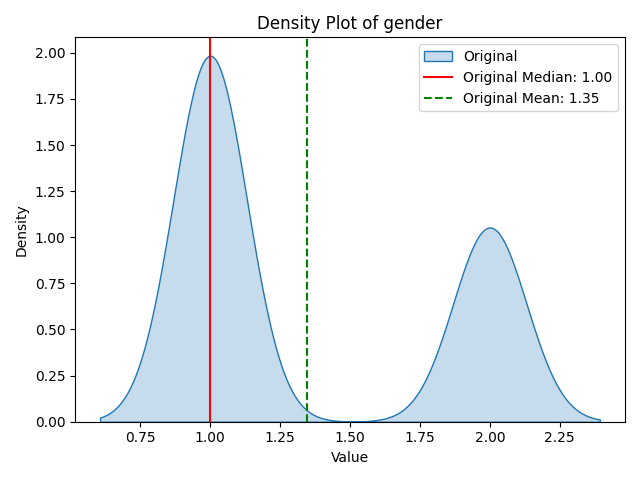 Density Plot of gender
Original
Original Median: 1.00
Original Mean: 1.35
Density
2.00
1.75
1.50
1.25
1.00
0.75
0.50
0.25
0.00
0.75 1.00 1.25 1.50 1.75 2.00 2.25
Value